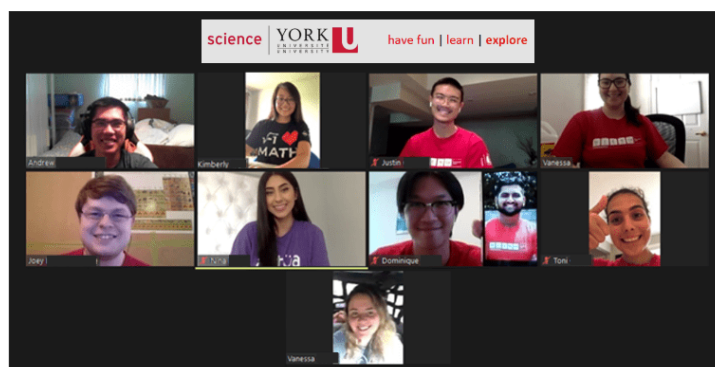 science
YORK
UNIVERSITÉ
UNIVERSITY
U
have fun | learn | explore
Andrew
Kimberly
I ♥
MATH
Justin
Vanessa
Joey
Nina
Dominique
Toni
Vanessa